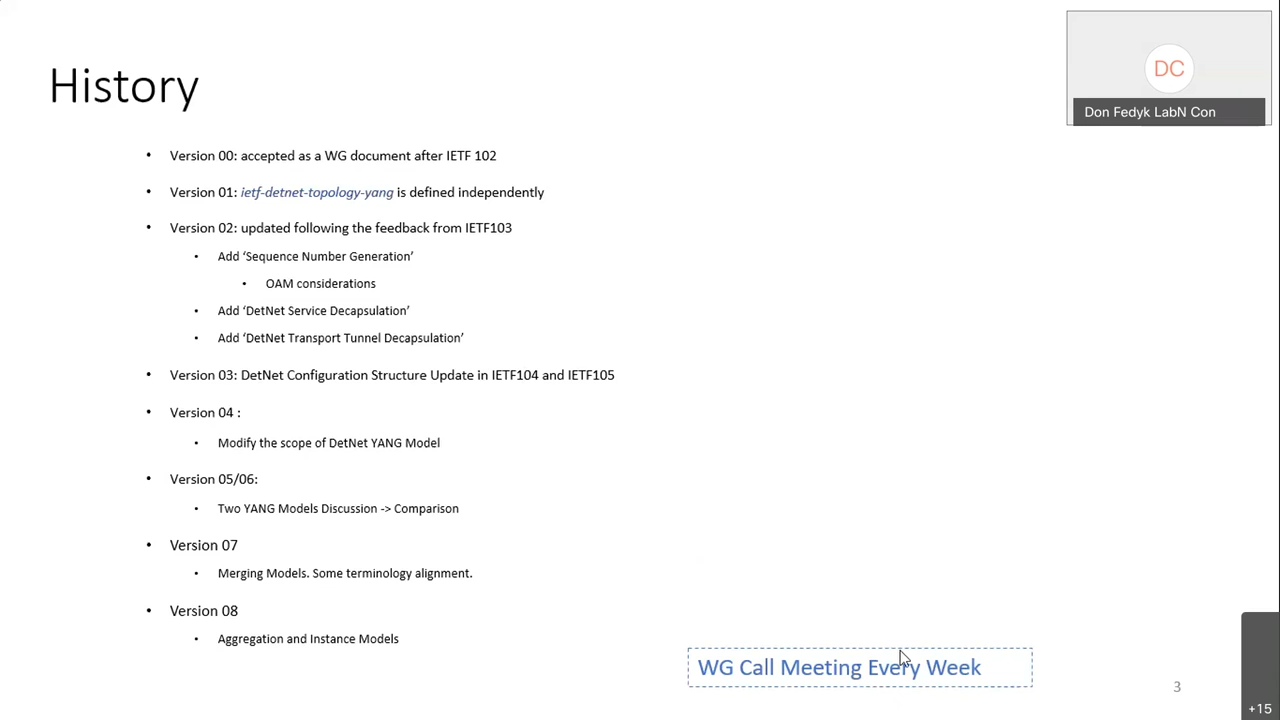 History
DC
Don Fedyk LabN Con
• Version 00: accepted as a WG document after IETF 102
• Version 01: ietf-detnet-topology-yang is defined independently
• Version 02: updated following the feedback from IETF103
• Add ‘Sequence Number Generation’
• OAM considerations
• Add ‘DetNet Service Decapsulation’
• Add ‘DetNet Transport Tunnel Decapsulation’
• Version 03: DetNet Configuration Structure Update in IETF104 and IETF105
• Version 04 :
• Modify the scope of DetNet YANG Model
• Version 05/06:
• Two YANG Models Discussion -> Comparison
• Version 07
• Merging Models. Some terminology alignment.
• Version 08
• Aggregation and Instance Models
WG Call Meeting Every Week
3
+15